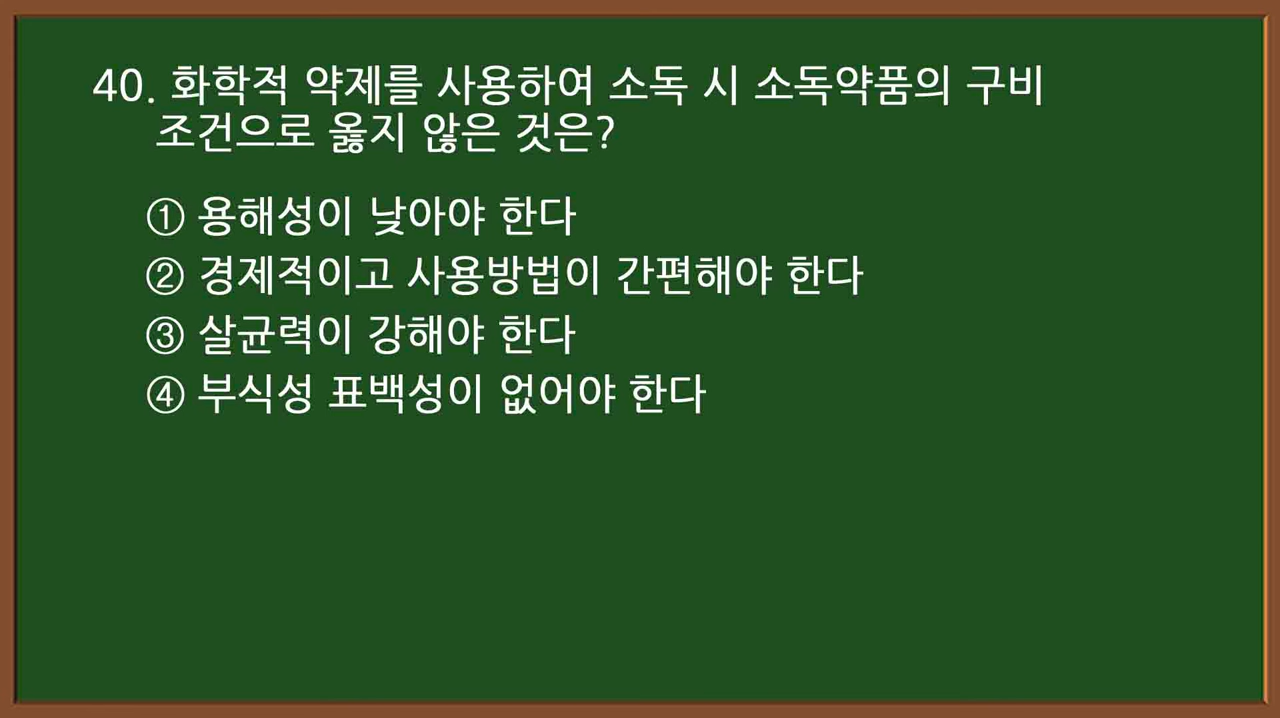 40. 화학적 약제를 사용하여 소독 시 소독약품의 구비
조건으로 옳지 않은 것은?
① 용해성이 낮아야 한다
② 경제적이고 사용방법이 간편해야 한다
③ 살균력이 강해야 한다
④ 부식성 표백성이 없어야 한다